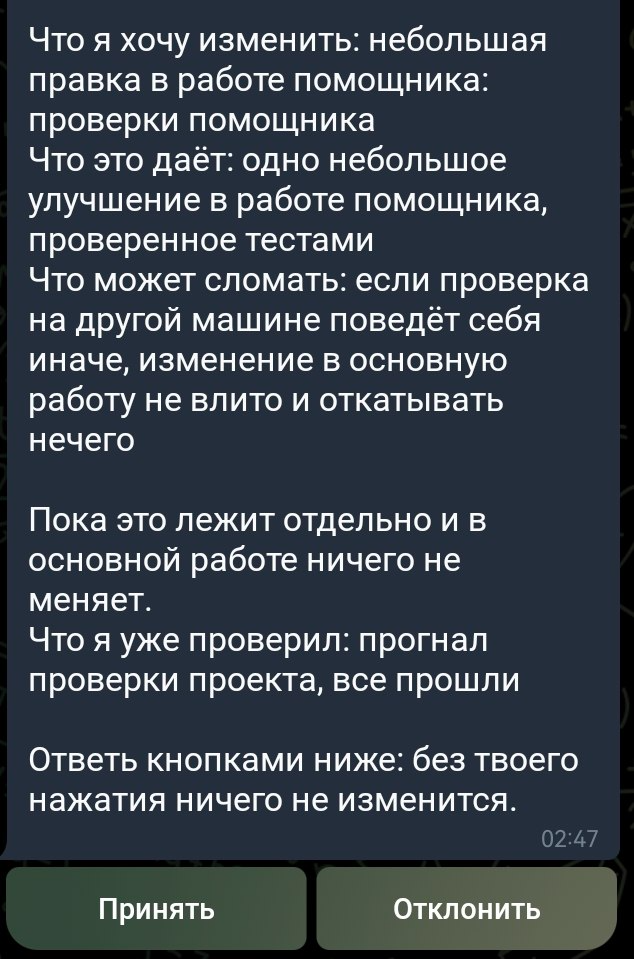 Что я хочу изменить: небольшая
правка в работе помощника:
проверки помощника
Что это даёт: одно небольшое
улучшение в работе помощника,
проверенное тестами
Что может сломать: если проверка
на другой машине поведёт себя
иначе, изменение в основную
работу не влито и откатывать
нечего
Пока это лежит отдельно и в
основной работе ничего не
меняет.
Что я уже проверил: прогнал
проверки проекта, все прошли
Ответь кнопками ниже: без твоего
нажатия ничего не изменится.
02:47
Принять
Отклонить